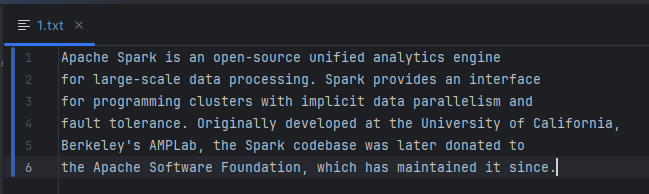 1.txt
1 Apache Spark is an open-source unified analytics engine
2 for large-scale data processing. Spark provides an interface
3 for programming clusters with implicit data parallelism and
4 fault tolerance. Originally developed at the University of California,
5 Berkeley's AMPLab, the Spark codebase was later donated to
6 the Apache Software Foundation, which has maintained it since.